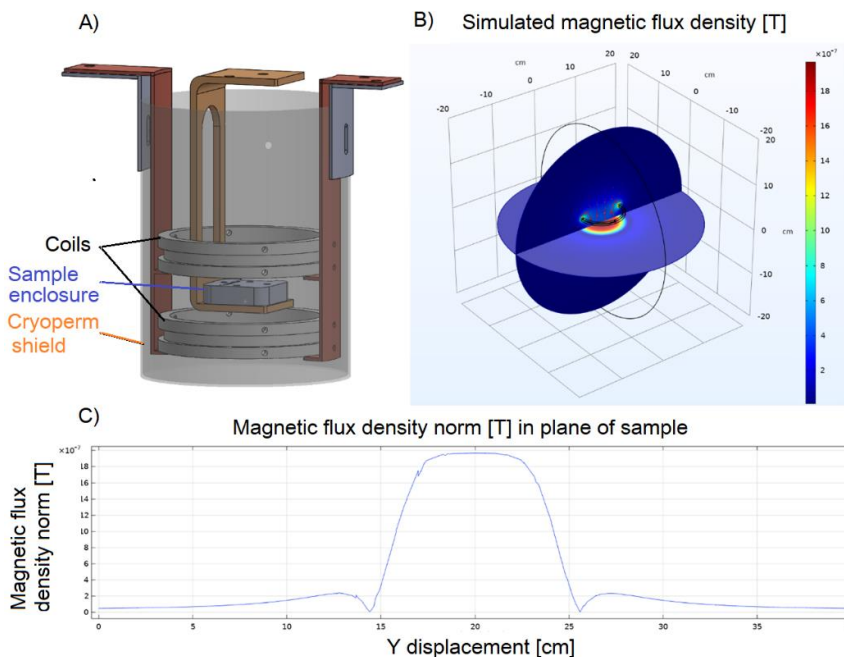 A)
Coils
Sample
enclosure
Cryoperm
shield
B)
Simulated magnetic flux density [T]
cm
-20
-10
0
10
20
20
10
0
cm
-10
-20
20
10
0
cm
-10
-20
×10⁻⁷
18
16
14
12
10
8
6
4
2
C)
Magnetic flux density norm [T] in plane of sample
Magnetic flux
density norm [T]
×10⁻⁷
18
16
14
12
10
8
6
4
2
0
0
5
10
15
20
25
30
35
Y displacement [cm]